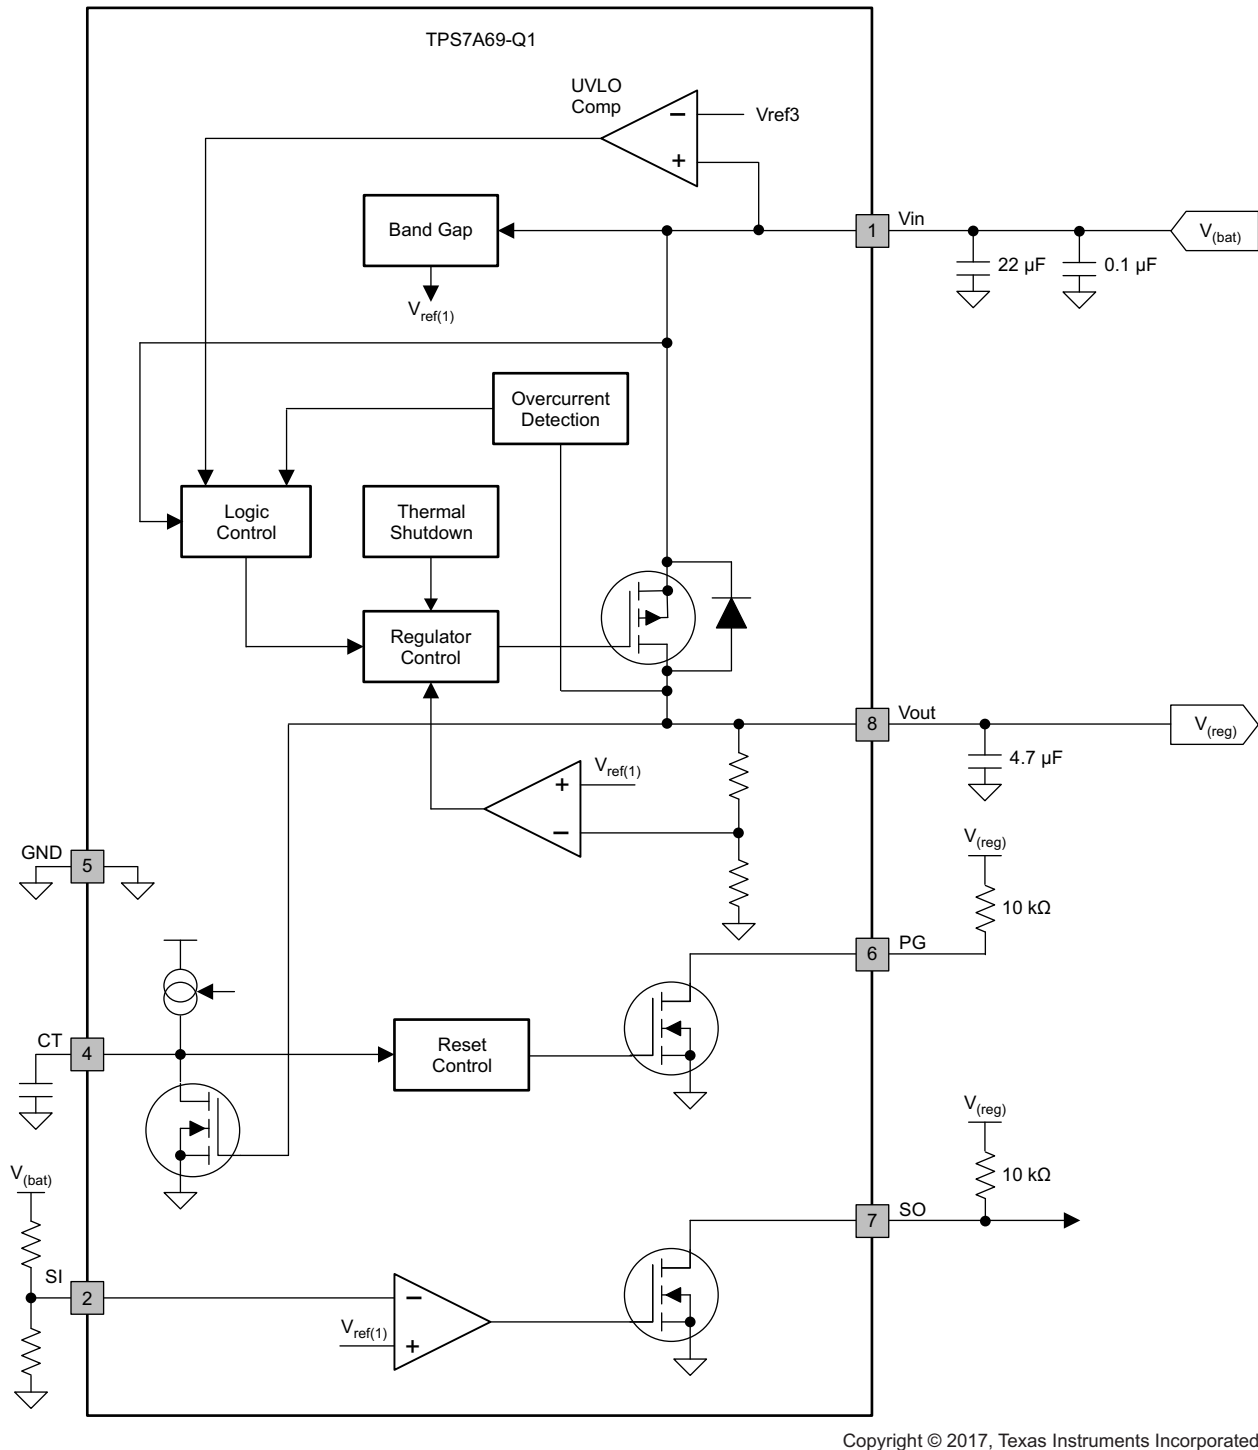 TPS7A69-Q1
UVLO
Comp
−
Vref3
+
Band Gap
1
Vin
V(bat)
22 µF
0.1 µF
Vref(1)
Overcurrent
Detection
Logic
Control
Thermal
Shutdown
Regulator
Control
8
Vout
V(reg)
4.7 µF
+
Vref(1)
−
GND
5
V(reg)
10 kΩ
6
PG
CT
4
Reset
Control
V(reg)
10 kΩ
V(bat)
7
SO
SI
2
−
Vref(1)
+
Copyright © 2017, Texas Instruments Incorporated